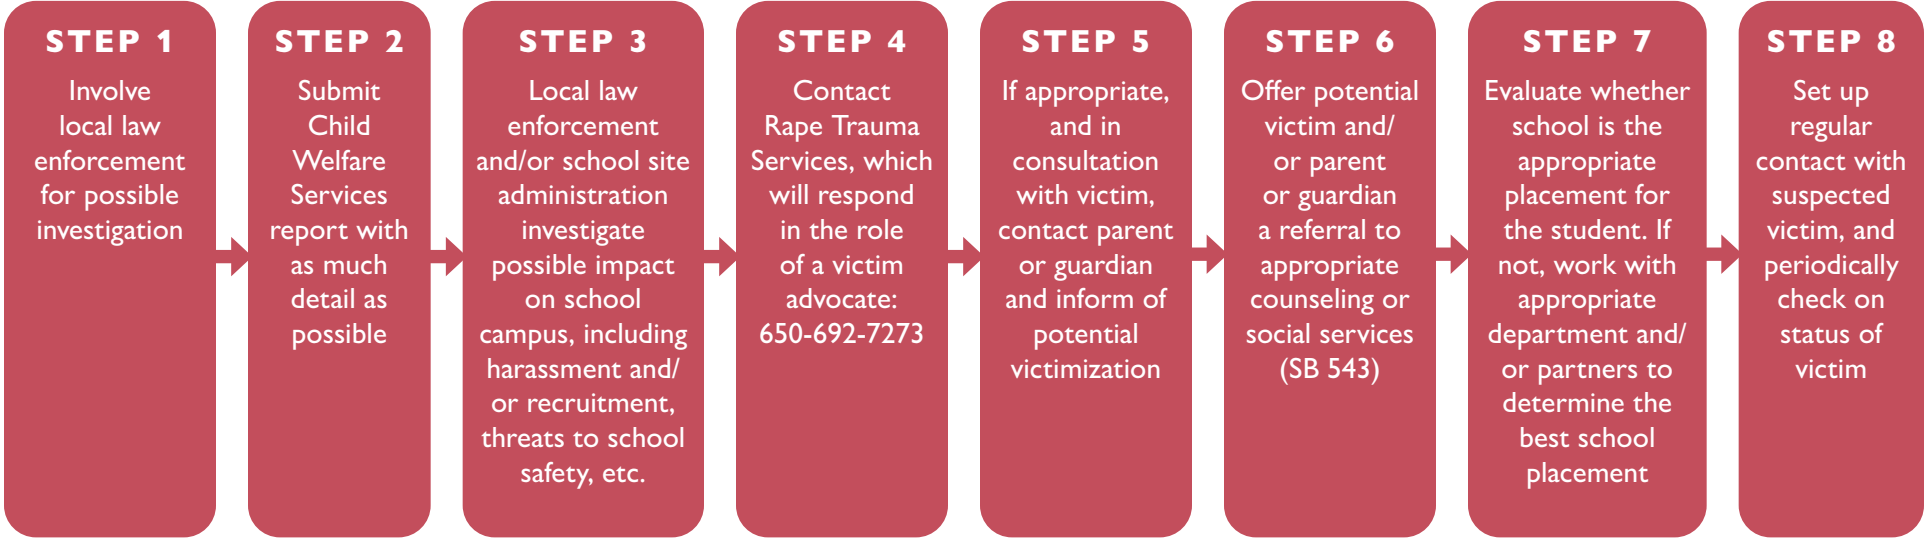 STEP 1
Involve
local law
enforcement
for possible
investigation
STEP 2
Submit
Child
Welfare
Services
report with
as much
detail as
possible
STEP 3
Local law
enforcement
and/or school site
administration
investigate
possible impact
on school
campus, including
harassment and/
or recruitment,
threats to school
safety, etc.
STEP 4
Contact
Rape Trauma
Services, which
will respond
in the role
of a victim
advocate:
650-692-7273
STEP 5
If appropriate,
and in
consultation
with victim,
contact parent
or guardian
and inform of
potential
victimization
STEP 6
Offer potential
victim and/
or parent
or guardian
a referral to
appropriate
counseling or
social services
(SB 543)
STEP 7
Evaluate whether
school is the
appropriate
placement for
the student. If
not, work with
appropriate
department and/
or partners to
determine the
best school
placement
STEP 8
Set up
regular
contact with
suspected
victim, and
periodically
check on
status of
victim